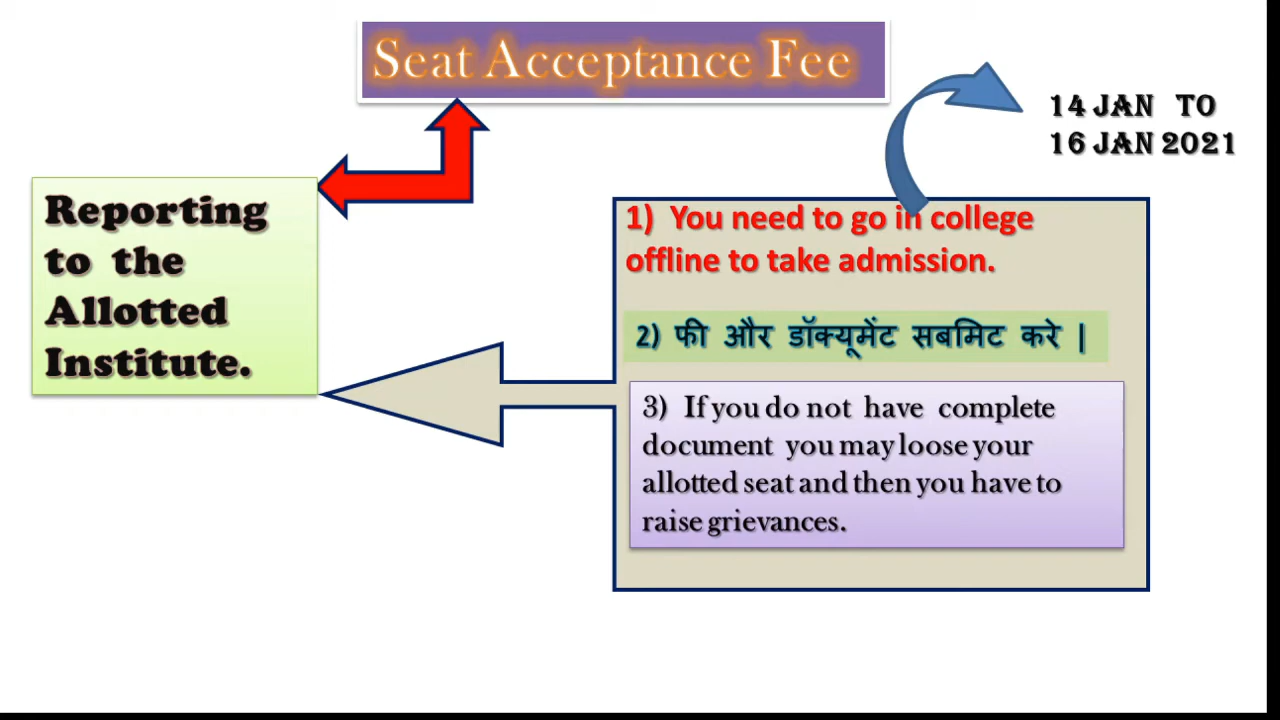 Seat Acceptance Fee
14 JAN TO
16 JAN 2021
Reporting
to the
Allotted
Institute.
1) You need to go in college
offline to take admission.
2) फी और डॉक्यूमेंट सबमिट करे |
3) If you do not have complete
document you may loose your
allotted seat and then you have to
raise grievances.